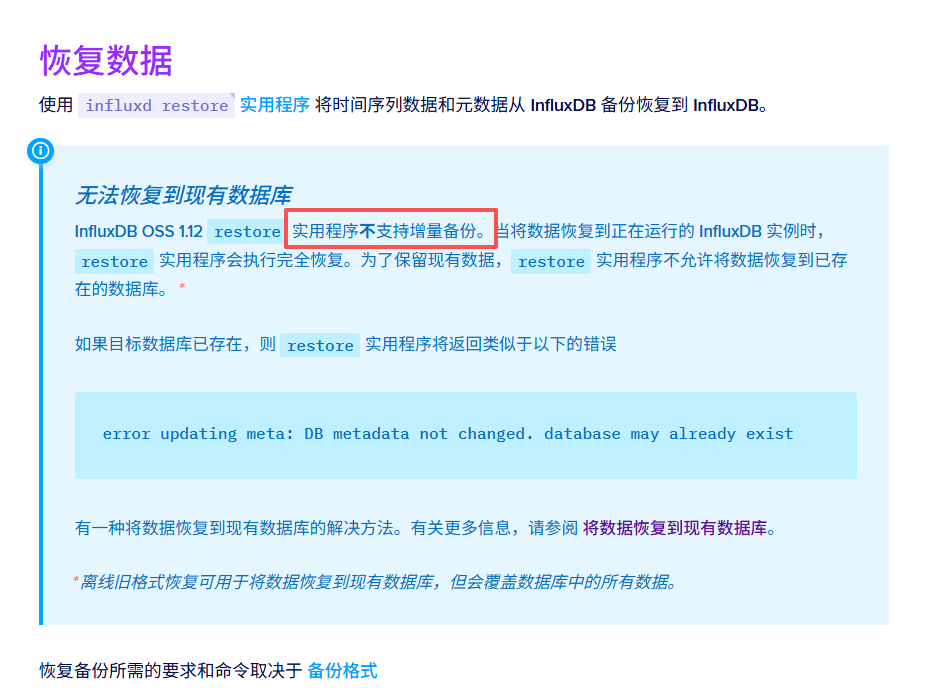 恢复数据
使用 influxd restore 实用程序 将时间序列数据和元数据从 InfluxDB 备份恢复到 InfluxDB。
无法恢复到现有数据库
InfluxDB OSS 1.12 restore 实用程序不支持增量备份。当将数据恢复到正在运行的 InfluxDB 实例时，
restore 实用程序会执行完全恢复。为了保留现有数据，restore 实用程序不允许将数据恢复到已存
在的数据库。*
如果目标数据库已存在，则 restore 实用程序将返回类似于以下的错误
error updating meta: DB metadata not changed. database may already exist
有一种将数据恢复到现有数据库的解决方法。有关更多信息，请参阅 将数据恢复到现有数据库。
*离线旧格式恢复可用于将数据恢复到现有数据库，但会覆盖数据库中的所有数据。
恢复备份所需的要求和命令取决于 备份格式